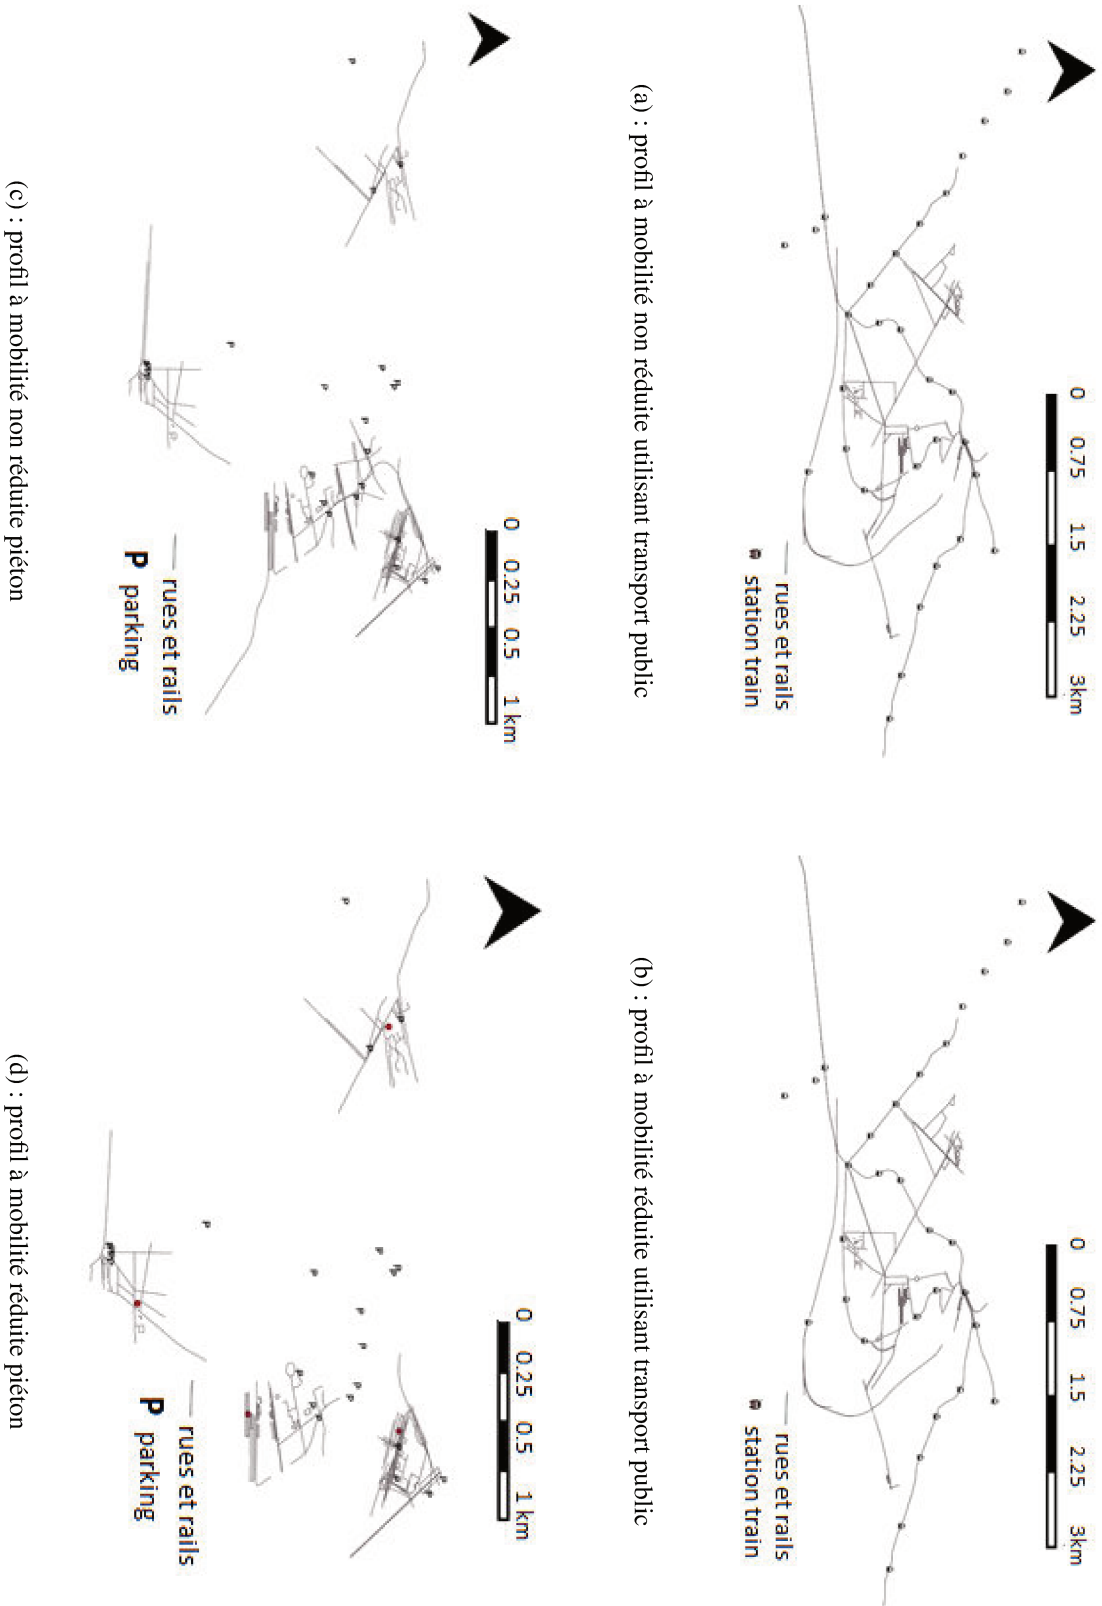 0 0.75 1.5 2.25 3km
rues et rails
station train
(a) : profil à mobilité non réduite utilisant transport public
0 0.75 1.5 2.25 3km
rues et rails
station train
(b) : profil à mobilité réduite utilisant transport public
0 0.25 0.5 1 km
rues et rails
P parking
(c) : profil à mobilité non réduite piéton
0 0.25 0.5 1 km
rues et rails
P parking
(d) : profil à mobilité réduite piéton